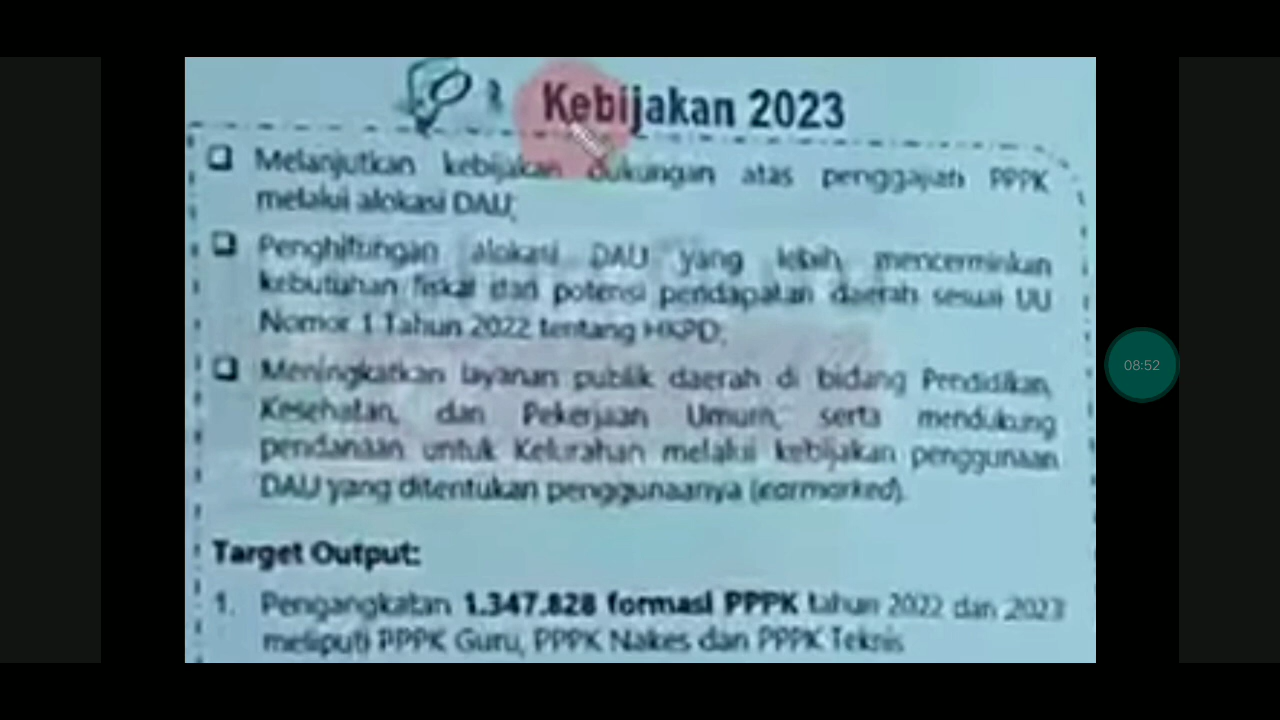 Kebijakan 2023
Melanjutkan kebijakan dukungan atas penggajian PPPK
melalui alokasi DAU;
Penghitungan alokasi DAU yang lebih mencerminkan
kebutuhan fiskal dan potensi pendapatan daerah sesuai UU
Nomor 1 Tahun 2022 tentang HKPD;
Meningkatkan layanan publik daerah di bidang Pendidikan,
Kesehatan, dan Pekerjaan Umum, serta mendukung
pendanaan untuk Kelurahan melalui kebijakan penggunaan
DAU yang ditentukan penggunaanya (earmarked).
08:52
Target Output:
1. Pengangkatan 1.347.828 formasi PPPK tahun 2022 dan 2023
meliputi PPPK Guru, PPPK Nakes dan PPPK Teknis